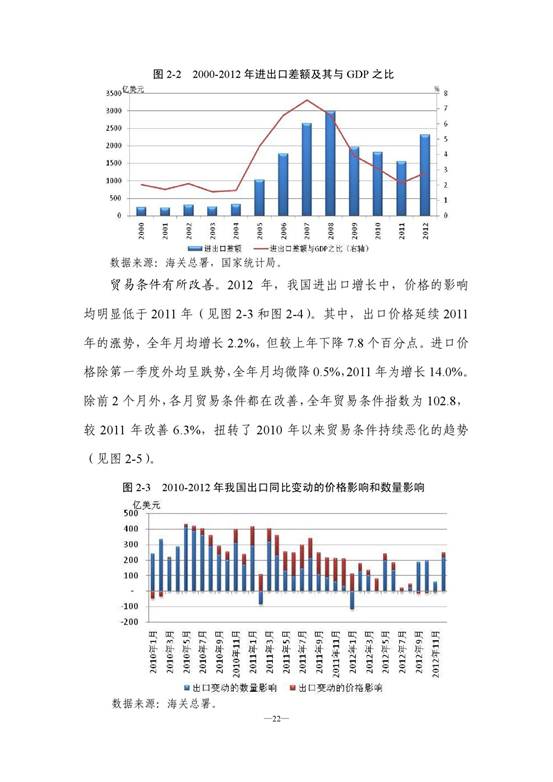 图 2-2 2000-2012 年进出口差额及其与 GDP 之比
亿美元 %
3500 8
3000 7
2500 6
2000 5
1500 4
1000 3
500 2
0 1
0
2000 2001 2002 2003 2004 2005 2006 2007 2008 2009 2010 2011 2012
进出口差额 进出口差额与GDP之比（右轴）
数据来源：海关总署，国家统计局。
贸易条件有所改善。2012 年，我国进出口增长中，价格的影响
均明显低于 2011 年（见图 2-3 和图 2-4）。其中，出口价格延续 2011
年的涨势，全年月均增长 2.2%，但较上年下降 7.8 个百分点。进口价
格除第一季度外均呈跌势，全年月均微降 0.5%，2011 年为增长 14.0%。
除前 2 个月外，各月贸易条件都在改善，全年贸易条件指数为 102.8，
较 2011 年改善 6.3%，扭转了 2010 年以来贸易条件持续恶化的趋势
（见图 2-5）。
图 2-3 2010-2012 年我国出口同比变动的价格影响和数量影响
亿美元
500
400
300
200
100
-
-100
-200
2010年1月 2010年3月 2010年5月 2010年7月 2010年9月 2010年11月 2011年1月 2011年3月 2011年5月 2011年7月 2011年9月 2011年11月 2012年1月 2012年3月 2012年5月 2012年7月 2012年9月 2012年11月
出口变动的数量影响 出口变动的价格影响
数据来源：海关总署。
—22—